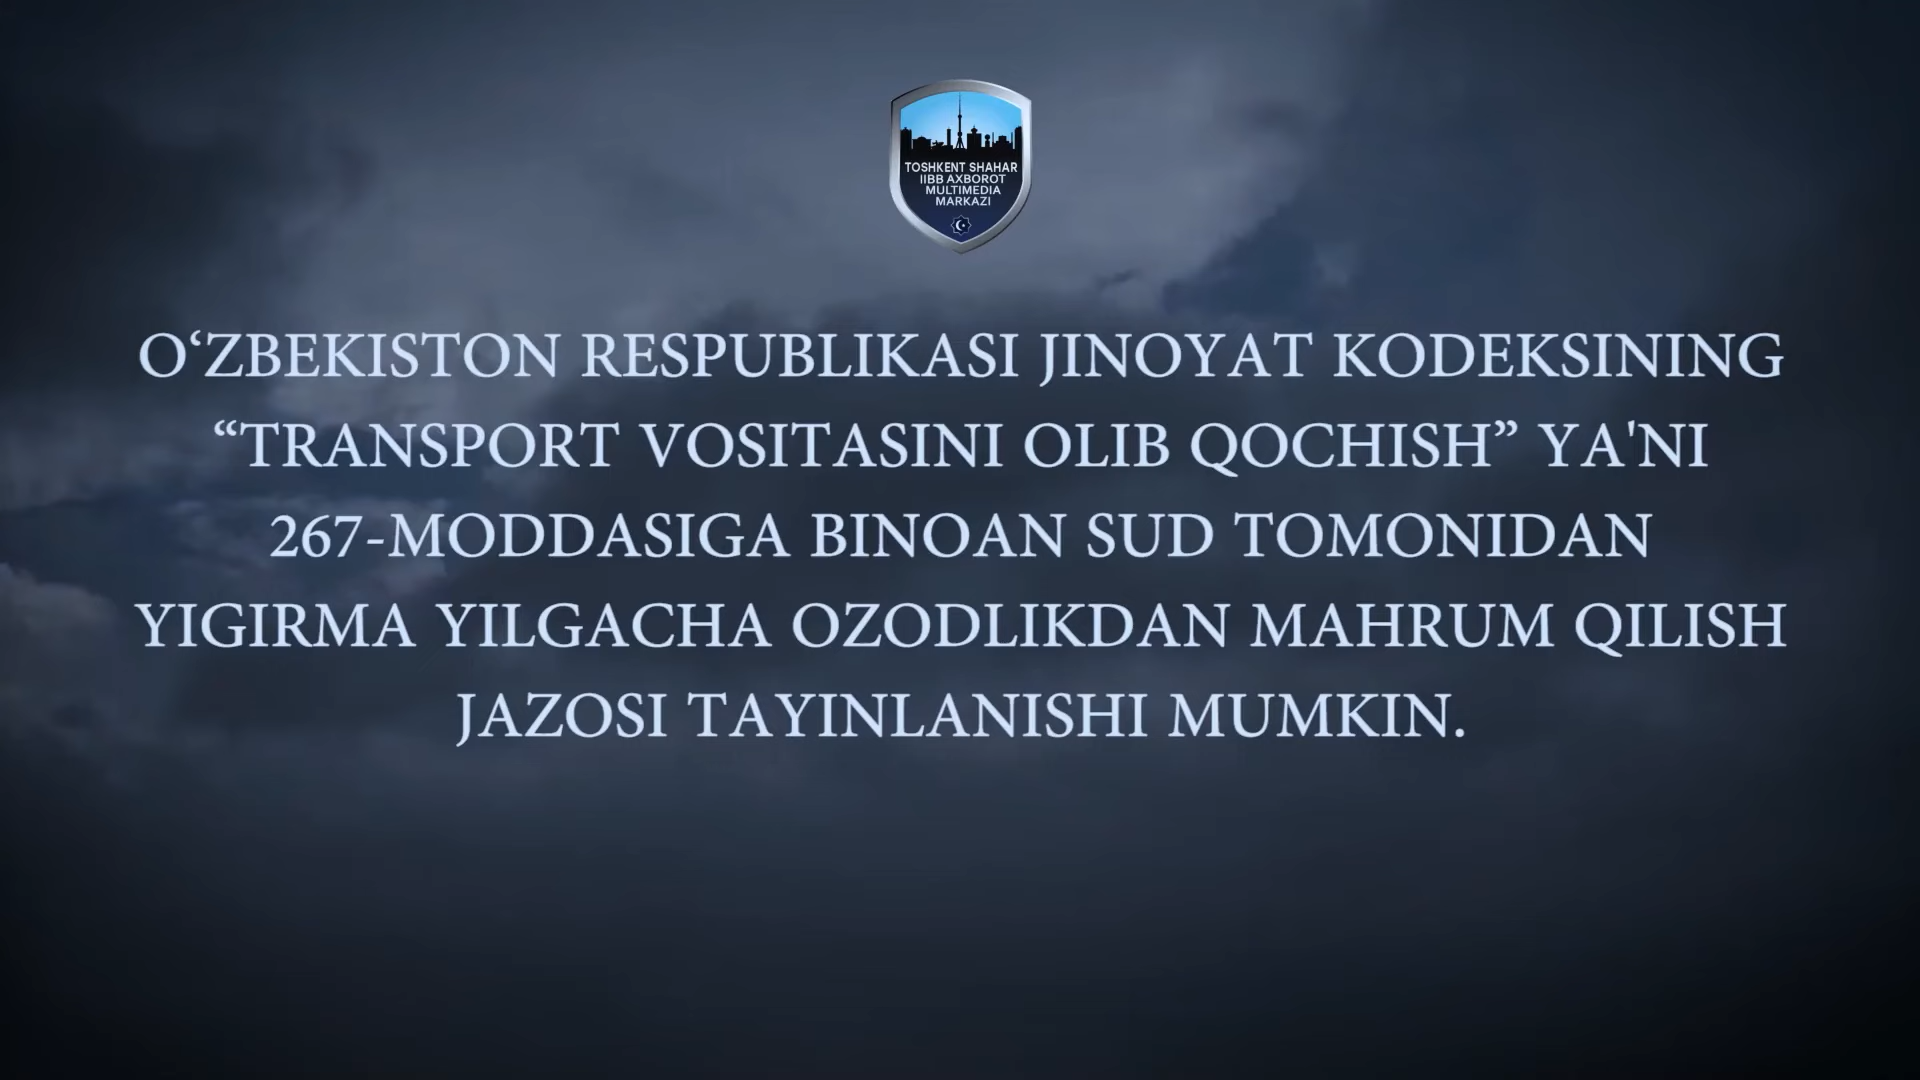 TOSHKENT SHAHAR
IIBB AXBOROT
MULTIMEDIA
MARKAZI
O‘ZBEKISTON RESPUBLIKASI JINOYAT KODEKSINING
“TRANSPORT VOSITASINI OLIB QOCHISH” YA'NI
267-MODDASIGA BINOAN SUD TOMONIDAN
YIGIRMA YILGACHA OZODLIKDAN MAHRUM QILISH
JAZOSI TAYINLANISHI MUMKIN.